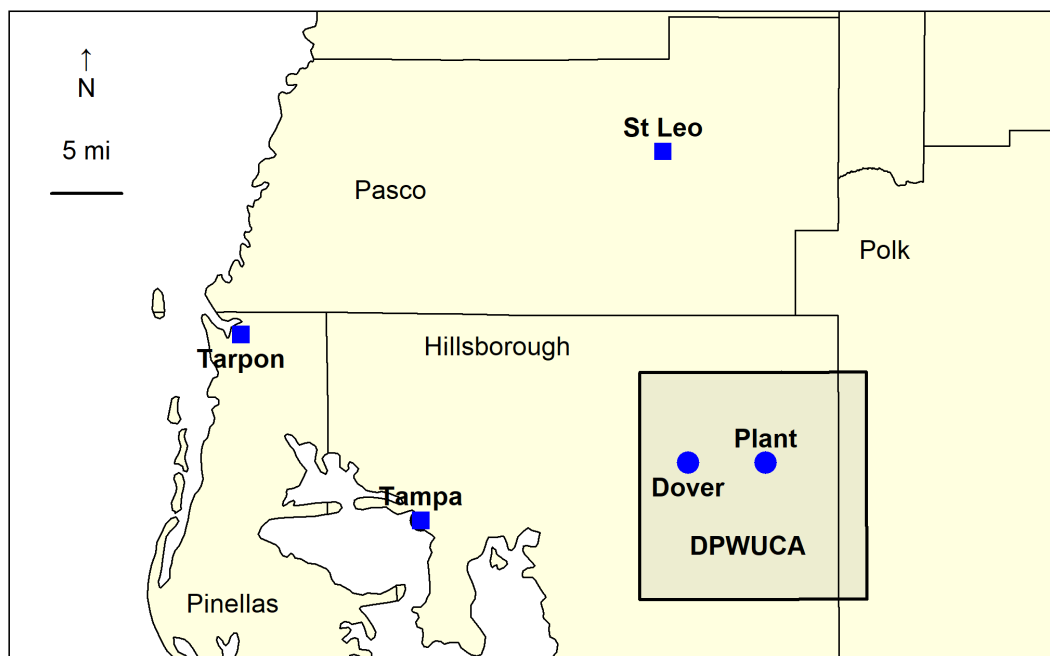 ↑
N
5 mi
St Leo
Pasco
Polk
Tarpon
Hillsborough
Plant
Dover
Tampa
DPWUCA
Pinellas